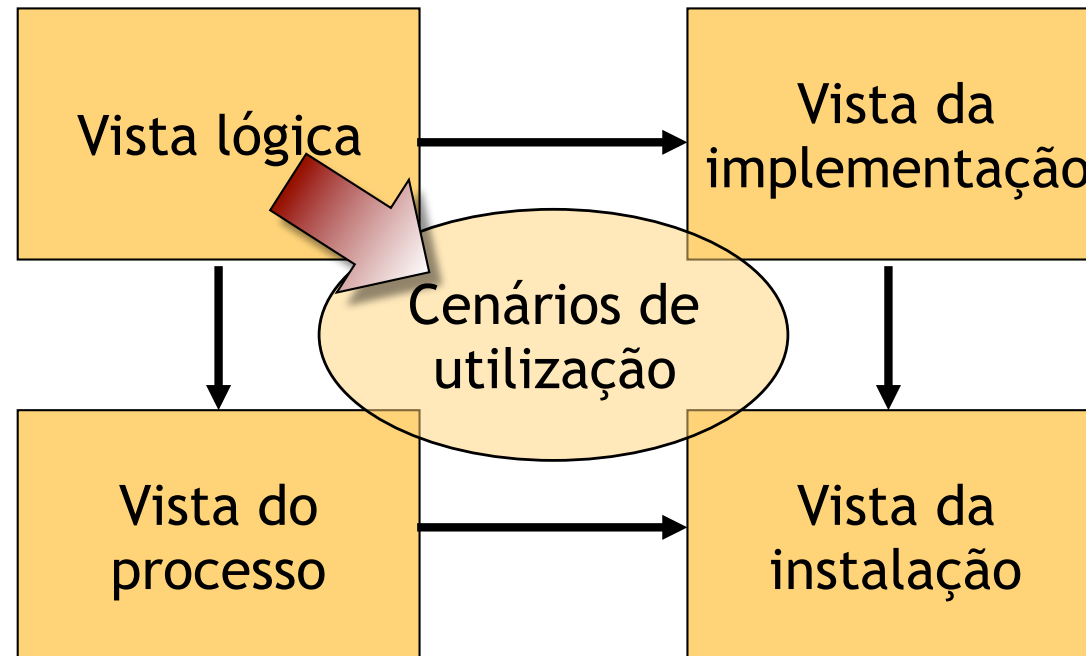 Vista lógica
Vista da
implementação
Cenários de
utilização
Vista do
processo
Vista da
instalação